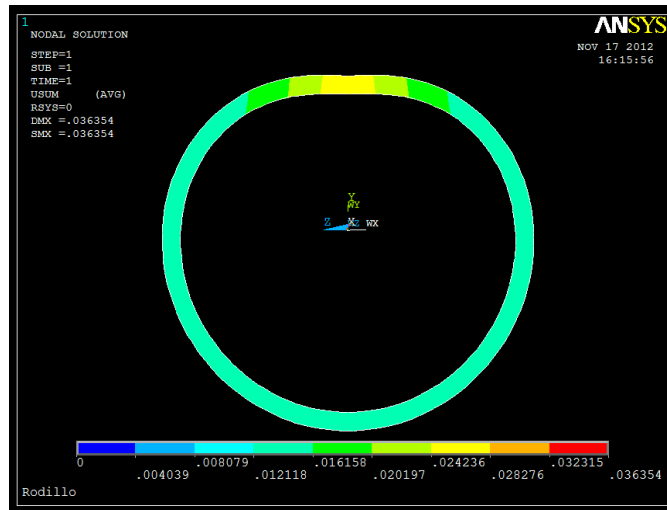 1
NODAL SOLUTION
STEP=1
SUB =1
TIME=1
USUM (AVG)
RSYS=0
DMX =.036354
SMX =.036354
ANSYS
NOV 17 2012
16:15:56
Y
WY
Z X WX
0 .008079 .016158 .024236 .032315
.004039 .012118 .020197 .028276 .036354
Rodillo